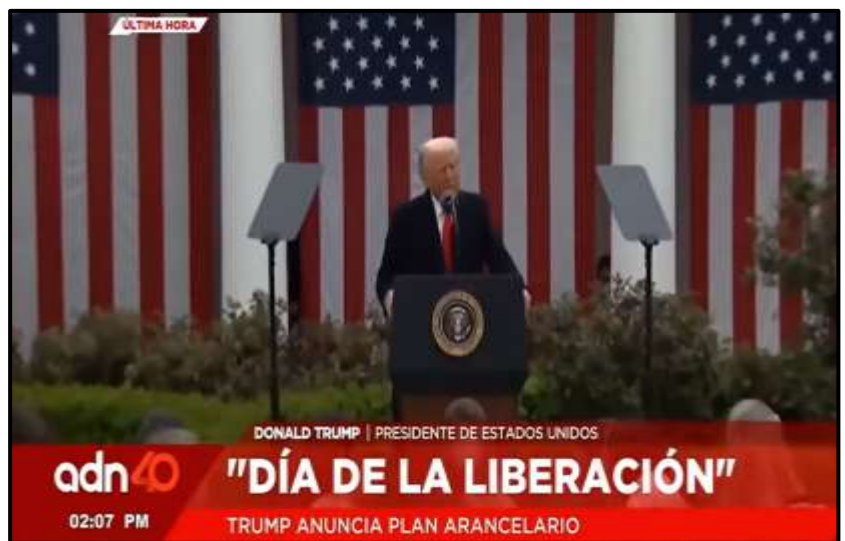 ÚLTIMA HORA
DONALD TRUMP | PRESIDENTE DE ESTADOS UNIDOS
adn40
"DÍA DE LA LIBERACIÓN"
02:07 PM
TRUMP ANUNCIA PLAN ARANCELARIO